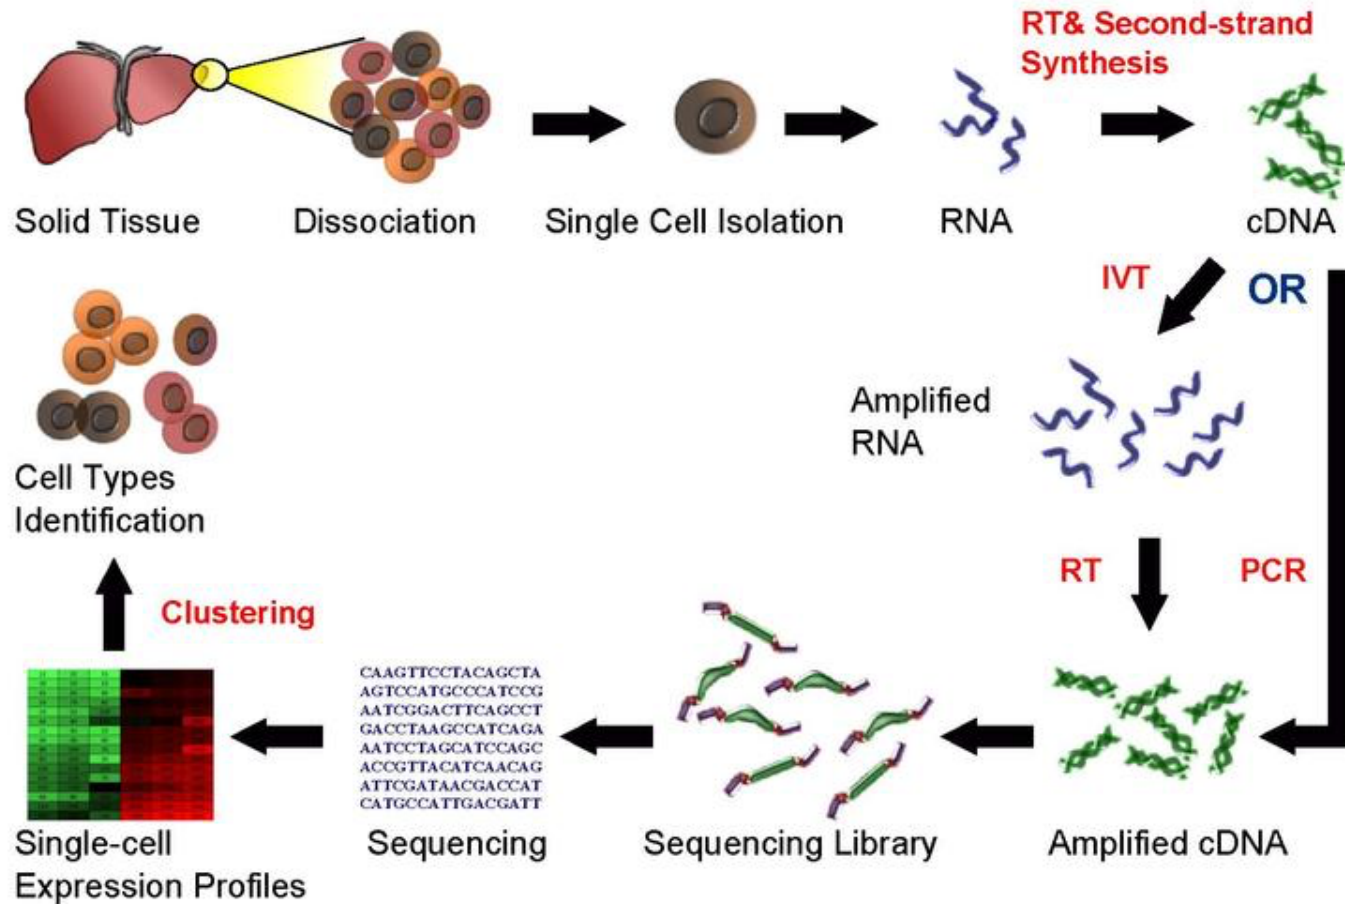 RT& Second-strand
Synthesis
Solid Tissue
Dissociation
Single Cell Isolation
RNA
cDNA
IVT
OR
Amplified
RNA
RT
PCR
Amplified cDNA
Sequencing Library
CAAGTTCCTACAGCTA
AGTCCATGCCCATCCG
AATCGGACTTCAGCCT
GACCTAAGCCATCAGA
AATCCTAGCATCCAGC
ACCGTTACATCAACAG
ATTCGATAACGACCAT
CATGCCATTGACGATT
Sequencing
Single-cell
Expression Profiles
Clustering
Cell Types
Identification